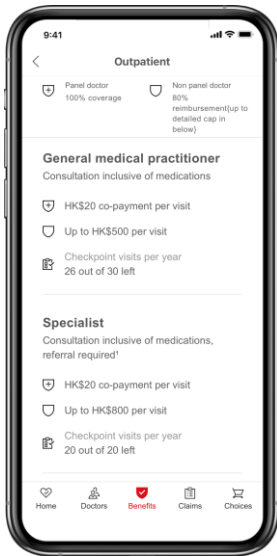 9:41
Outpatient
Panel doctor
100% coverage
Non panel doctor
80%
reimbursement(up to
detailed cap in
below)
General medical practitioner
Consultation inclusive of medications
HK$20 co-payment per visit
Up to HK$500 per visit
Checkpoint visits per year
26 out of 30 left
Specialist
Consultation inclusive of medications,
referral required¹
HK$20 co-payment per visit
Up to HK$800 per visit
Checkpoint visits per year
20 out of 20 left
Home
Doctors
Benefits
Claims
Choices